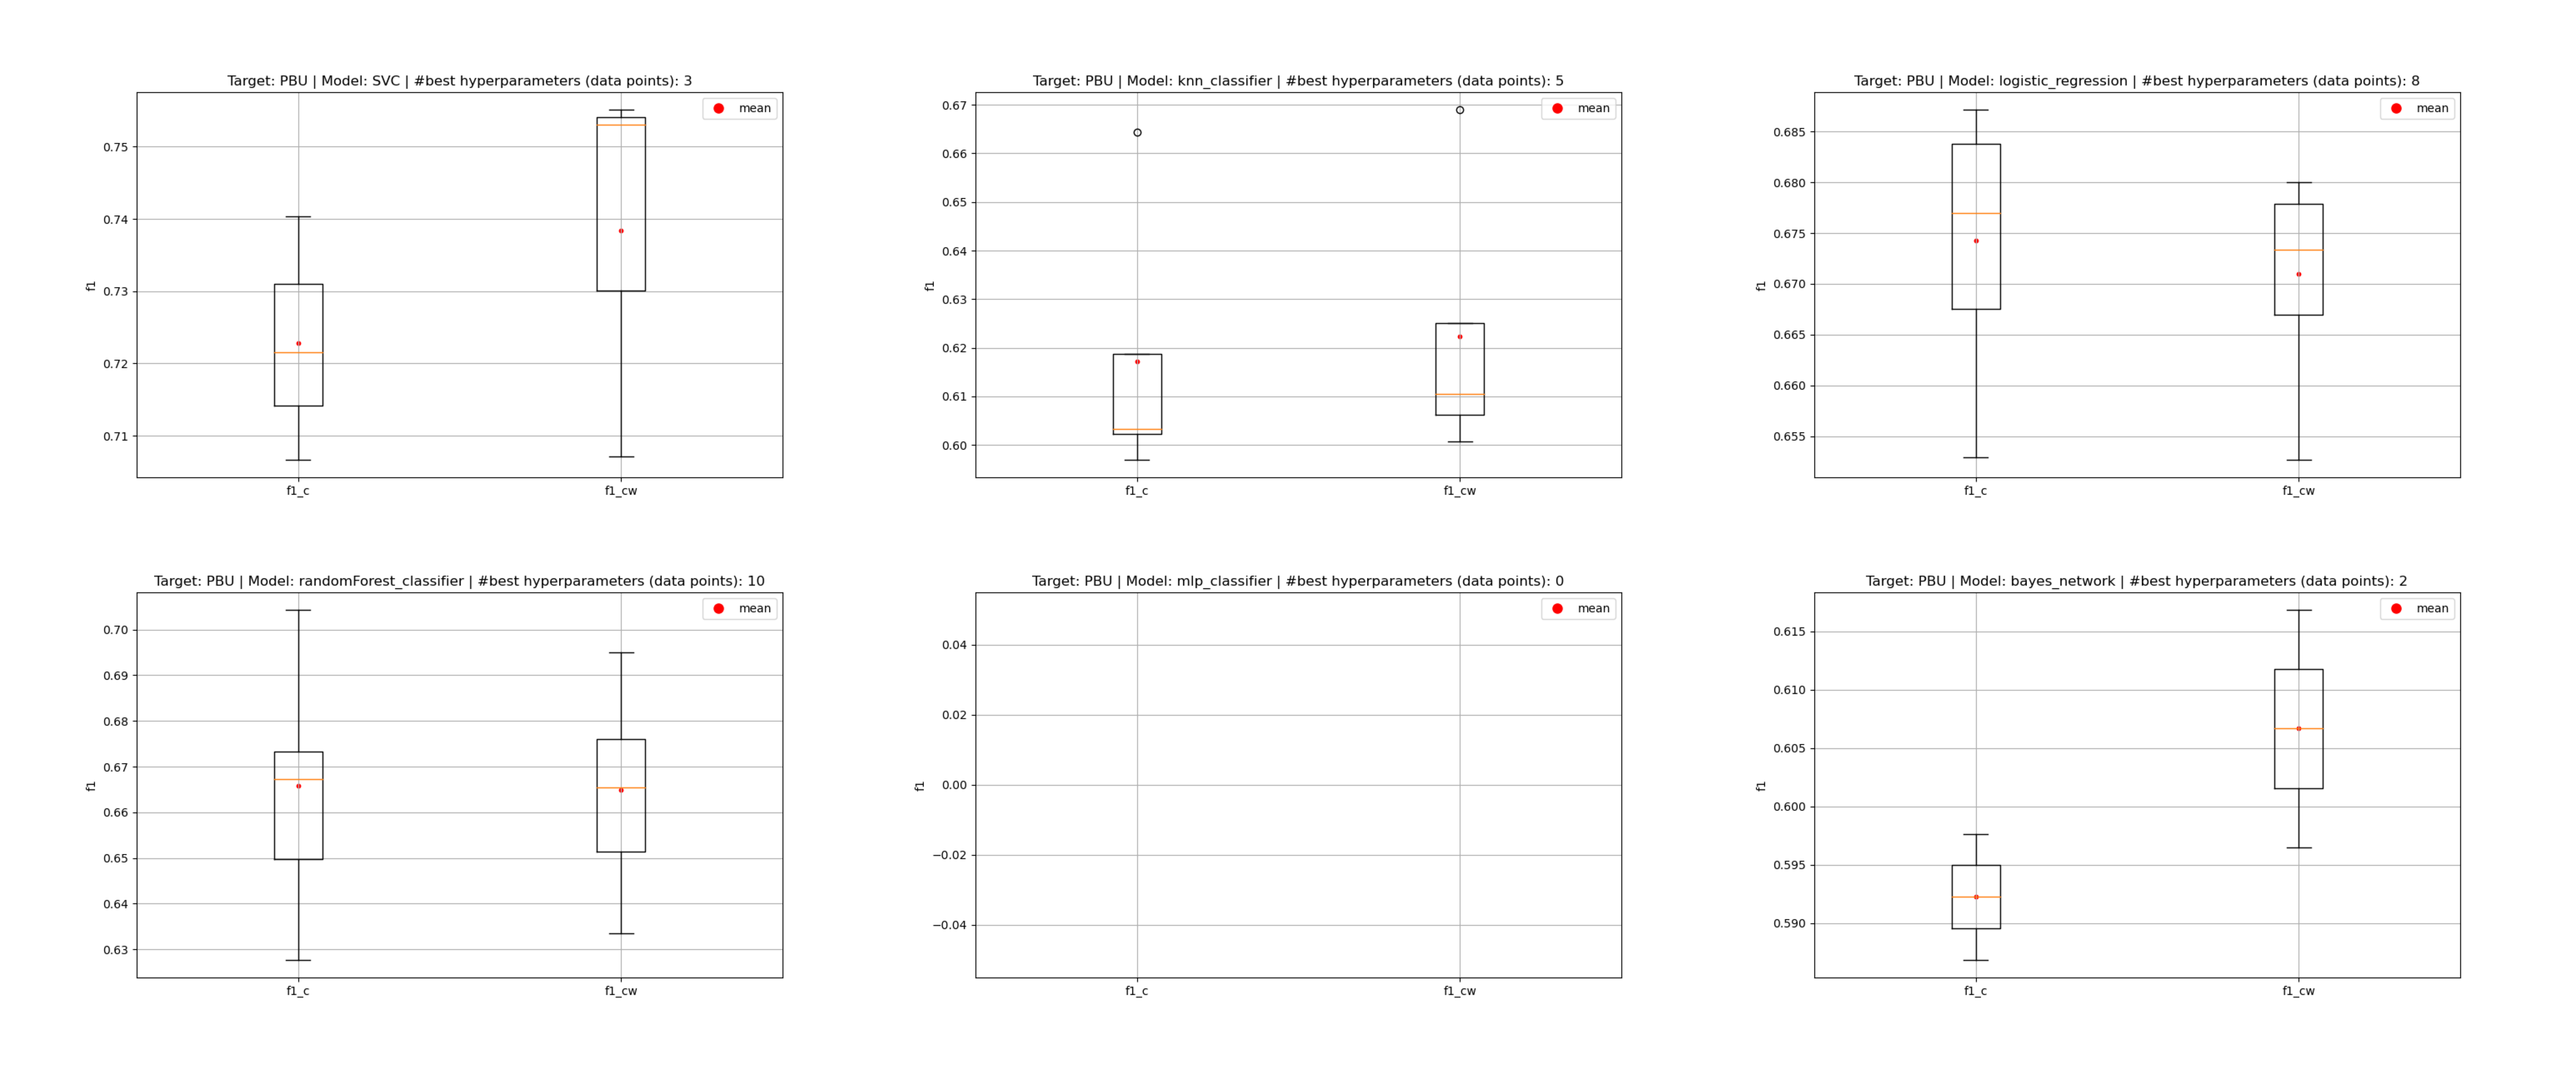 Target: PBU | Model: SVC | #best hyperparameters (data points): 3
mean
0.75
0.74
0.73
0.72
0.71
f1
f1_c
f1_cw
Target: PBU | Model: knn_classifier | #best hyperparameters (data points): 5
mean
0.67
0.66
0.65
0.64
0.63
0.62
0.61
0.60
f1
f1_c
f1_cw
Target: PBU | Model: logistic_regression | #best hyperparameters (data points): 8
mean
0.685
0.680
0.675
0.670
0.665
0.660
0.655
f1
f1_c
f1_cw
Target: PBU | Model: randomForest_classifier | #best hyperparameters (data points): 10
mean
0.70
0.69
0.68
0.67
0.66
0.65
0.64
0.63
f1
f1_c
f1_cw
Target: PBU | Model: mlp_classifier | #best hyperparameters (data points): 0
mean
0.04
0.02
0.00
−0.02
−0.04
f1
f1_c
f1_cw
Target: PBU | Model: bayes_network | #best hyperparameters (data points): 2
mean
0.615
0.610
0.605
0.600
0.595
0.590
f1
f1_c
f1_cw